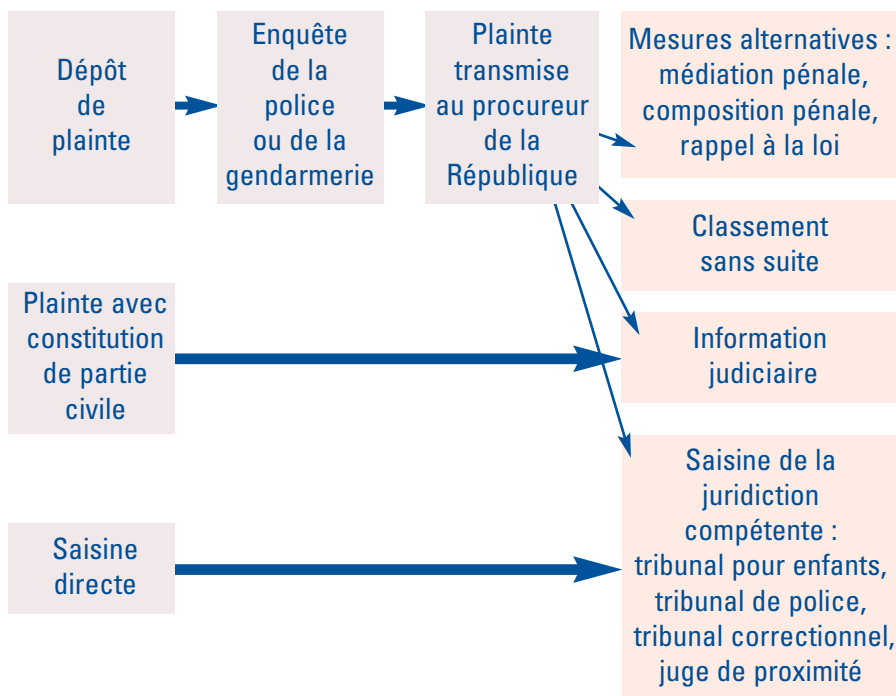 Dépôt
de
plainte
Enquête
de la
police
ou de la
gendarmerie
Plainte
transmise
au procureur
de la
République
Mesures alternatives :
médiation pénale,
composition pénale,
rappel à la loi
Classement
sans suite
Plainte avec
constitution
de partie
civile
Information
judiciaire
Saisine
directe
Saisine de la
juridiction
compétente :
tribunal pour enfants,
tribunal de police,
tribunal correctionnel,
juge de proximité